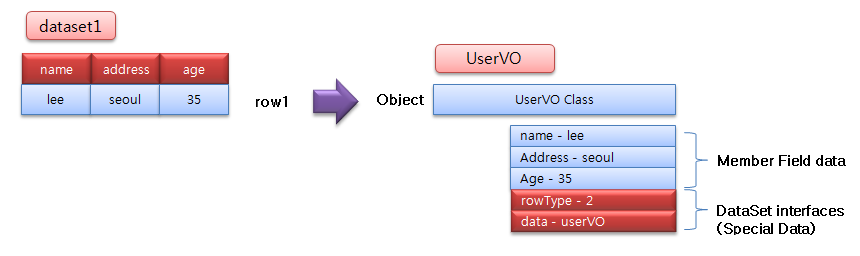 dataset1
name address age
lee seoul 35
row1
UserVO
Object
UserVO Class
name - lee
Address - seoul
Age - 35
rowType - 2
data - userVO
Member Field data
DataSet interfaces
(Special Data)